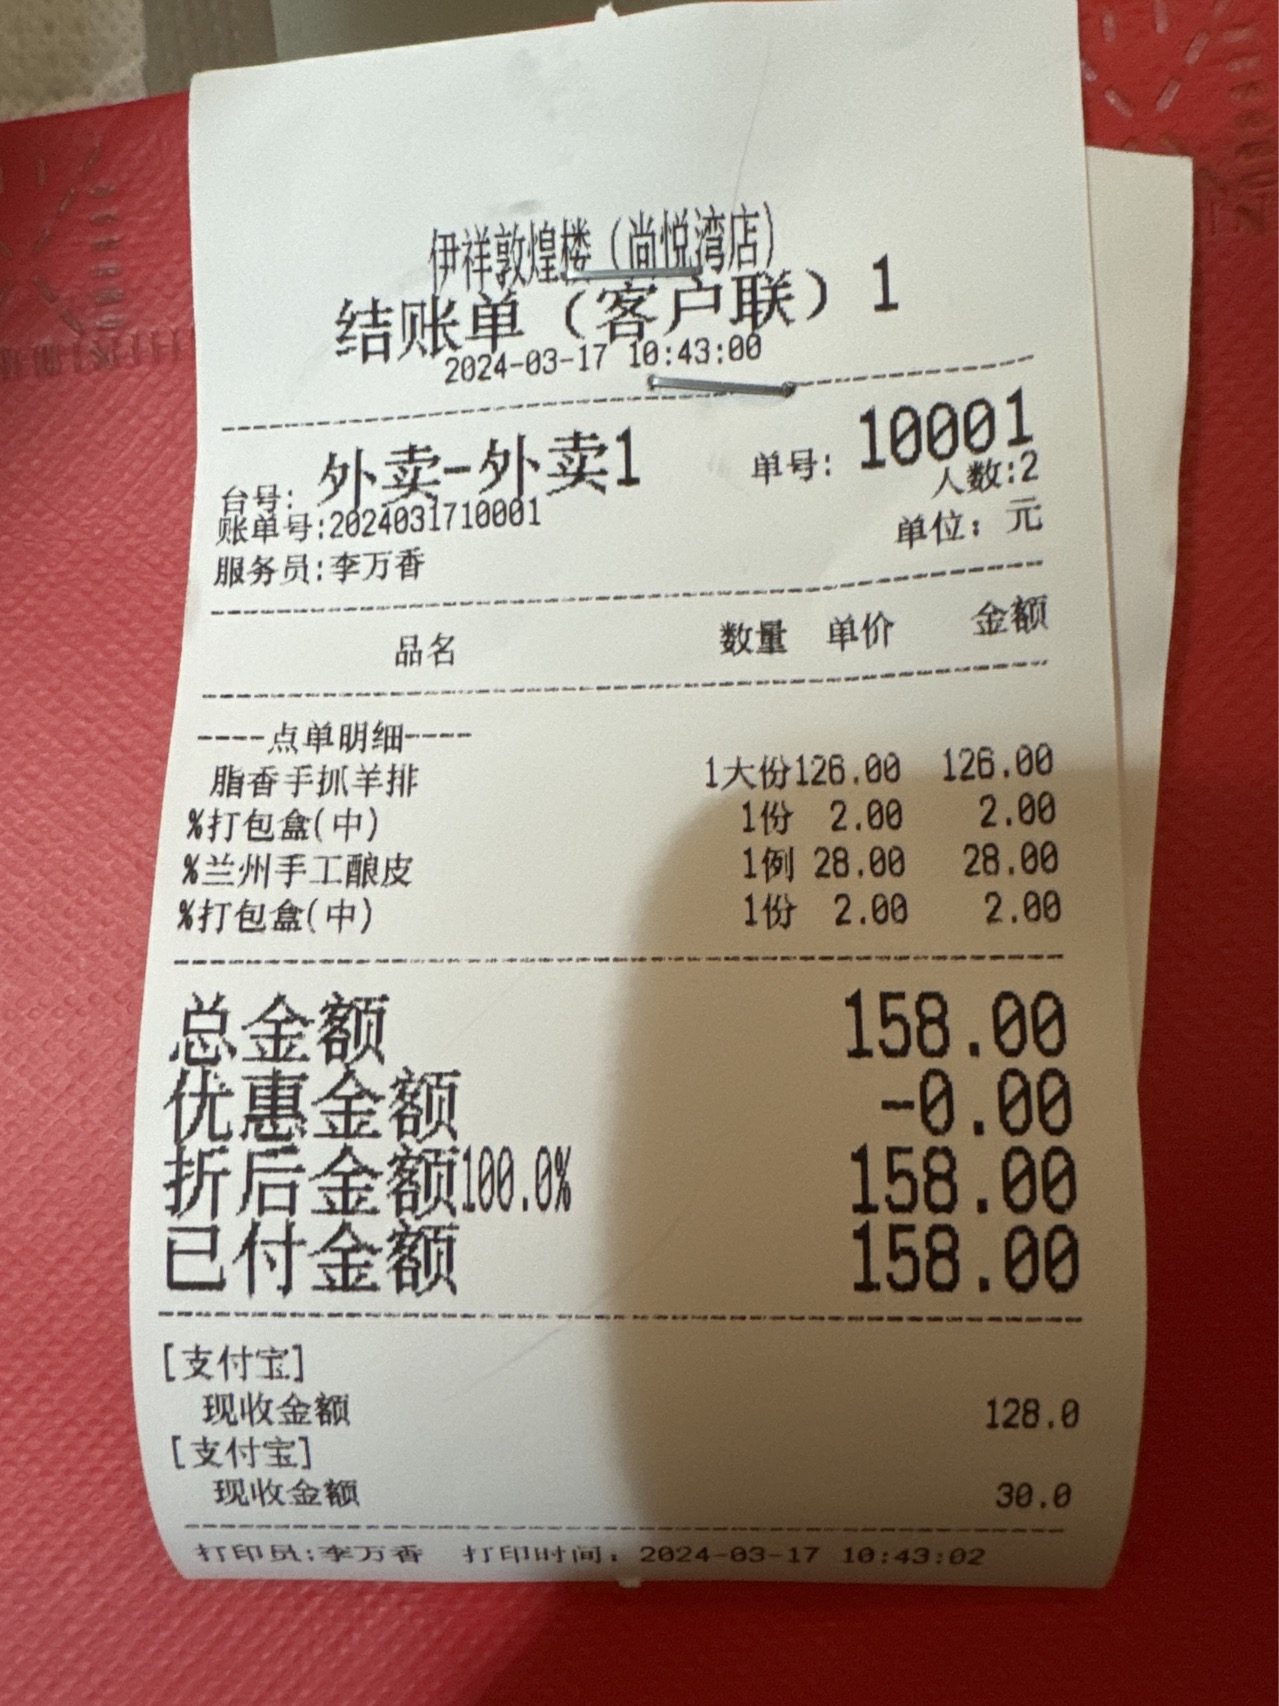 伊祥敦煌楼（尚悦湾店）
结账单（客户联）1
2024-03-17 10:43:00
台号: 外卖-外卖1 单号: 10001
人数:2
账单号:2024031710001
单位: 元
服务员:李万香
品名 数量 单价 金额
----点单明细----
脂香手抓羊排 1大份126.00 126.00
%打包盒(中) 1份 2.00 2.00
%兰州手工酿皮 1例 28.00 28.00
%打包盒(中) 1份 2.00 2.00
总金额 158.00
优惠金额 -0.00
折后金额100.0% 158.00
已付金额 158.00
[支付宝]
现收金额 128.0
[支付宝]
现收金额 30.0
打印员:李万香 打印时间: 2024-03-17 10:43:02